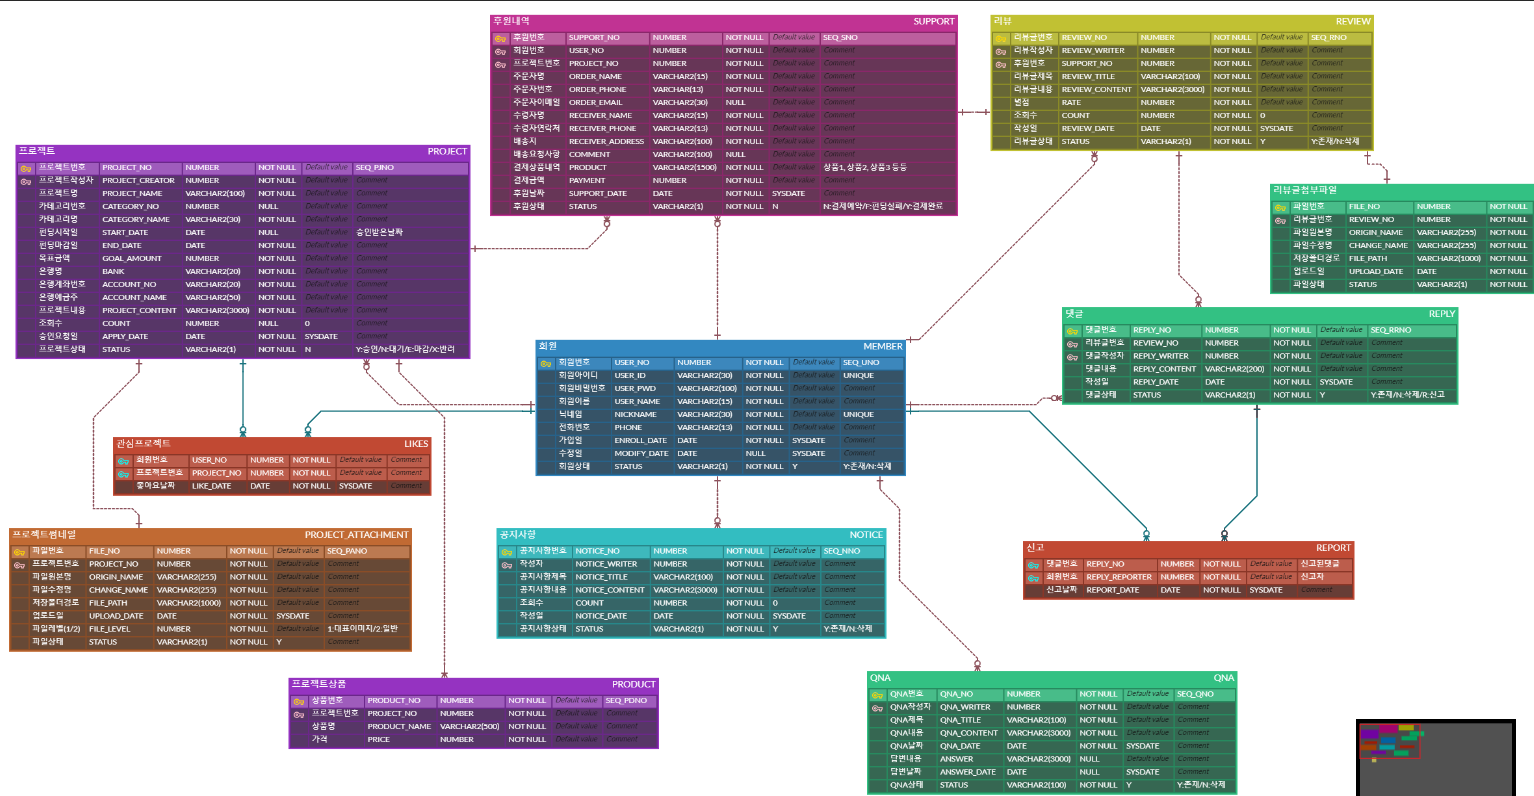 후원내역 SUPPORT
후원번호 SUPPORT_NO NUMBER NOT NULL Default value SEQ_SNO
회원번호 USER_NO NUMBER NOT NULL Default value Comment
프로젝트번호 PROJECT_NO NUMBER NOT NULL Default value Comment
주문자명 ORDER_NAME VARCHAR2(15) NOT NULL Default value Comment
주문자번호 ORDER_PHONE VARCHAR(13) NOT NULL Default value Comment
주문자이메일 ORDER_EMAIL VARCHAR2(30) NULL Default value Comment
수령자명 RECEIVER_NAME VARCHAR2(15) NOT NULL Default value Comment
수령자연락처 RECEIVER_PHONE VARCHAR2(13) NOT NULL Default value Comment
배송지 RECEIVER_ADDRESS VARCHAR2(100) NOT NULL Default value Comment
배송요청사항 COMMENT VARCHAR2(100) NULL Default value Comment
결제상품내역 PRODUCT VARCHAR2(1500) NOT NULL Default value 상품1, 상품2, 상품3 등등
결제금액 PAYMENT NUMBER NOT NULL Default value Comment
후원날짜 SUPPORT_DATE DATE NOT NULL SYSDATE Comment
후원상태 STATUS VARCHAR2(1) NOT NULL N N:결제예약/F:펀딩실패/Y:결제완료
리뷰 REVIEW
리뷰글번호 REVIEW_NO NUMBER NOT NULL Default value SEQ_RNO
리뷰작성자 REVIEW_WRITER NUMBER NOT NULL Default value Comment
후원번호 SUPPORT_NO NUMBER NOT NULL Default value Comment
리뷰글제목 REVIEW_TITLE VARCHAR2(100) NOT NULL Default value Comment
리뷰글내용 REVIEW_CONTENT VARCHAR2(3000) NOT NULL Default value Comment
별점 RATE NUMBER NOT NULL Default value Comment
조회수 COUNT NUMBER NOT NULL 0 Comment
작성일 REVIEW_DATE DATE NOT NULL SYSDATE Comment
리뷰글상태 STATUS VARCHAR2(1) NOT NULL Y Y:존재/N:삭제
프로젝트 PROJECT
프로젝트번호 PROJECT_NO NUMBER NOT NULL Default value SEQ_PJNO
프로젝트작성자 PROJECT_CREATOR NUMBER NOT NULL Default value Comment
프로젝트명 PROJECT_NAME VARCHAR2(100) NOT NULL Default value Comment
카테고리번호 CATEGORY_NO NUMBER NULL Default value Comment
카테고리명 CATEGORY_NAME VARCHAR2(30) NOT NULL Default value Comment
펀딩시작일 START_DATE DATE NULL Default value 승인받은날짜
펀딩마감일 END_DATE DATE NOT NULL Default value Comment
목표금액 GOAL_AMOUNT NUMBER NOT NULL Default value Comment
은행명 BANK VARCHAR2(20) NOT NULL Default value Comment
은행계좌번호 ACCOUNT_NO VARCHAR2(20) NOT NULL Default value Comment
은행예금주 ACCOUNT_NAME VARCHAR2(50) NOT NULL Default value Comment
프로젝트내용 PROJECT_CONTENT VARCHAR2(3000) NOT NULL Default value Comment
조회수 COUNT NUMBER NULL 0 Comment
승인요청일 APPLY_DATE DATE NOT NULL SYSDATE Comment
프로젝트상태 STATUS VARCHAR2(1) NOT NULL N Y:승인/N:대기/E:마감/X:반려
리뷰글첨부파일
파일번호 FILE_NO NUMBER NOT NULL
리뷰글번호 REVIEW_NO NUMBER NOT NULL
파일원본명 ORIGIN_NAME VARCHAR2(255) NOT NULL
파일수정명 CHANGE_NAME VARCHAR2(255) NOT NULL
저장폴더경로 FILE_PATH VARCHAR2(1000) NOT NULL
업로드일 UPLOAD_DATE DATE NOT NULL
파일상태 STATUS VARCHAR2(1) NOT NULL
댓글 REPLY
댓글번호 REPLY_NO NUMBER NOT NULL Default value SEQ_RRNO
리뷰글번호 REVIEW_NO NUMBER NOT NULL Default value Comment
댓글작성자 REPLY_WRITER NUMBER NOT NULL Default value Comment
댓글내용 REPLY_CONTENT VARCHAR2(200) NOT NULL Default value Comment
작성일 REPLY_DATE DATE NOT NULL SYSDATE Comment
댓글상태 STATUS VARCHAR2(1) NOT NULL Y Y:존재/N:삭제/R:신고
회원 MEMBER
회원번호 USER_NO NUMBER NOT NULL Default value SEQ_UNO
회원아이디 USER_ID VARCHAR2(30) NOT NULL Default value UNIQUE
회원비밀번호 USER_PWD VARCHAR2(100) NOT NULL Default value Comment
회원이름 USER_NAME VARCHAR2(15) NOT NULL Default value Comment
닉네임 NICKNAME VARCHAR2(30) NOT NULL Default value UNIQUE
전화번호 PHONE VARCHAR2(13) NOT NULL Default value Comment
가입일 ENROLL_DATE DATE NOT NULL SYSDATE Comment
수정일 MODIFY_DATE DATE NULL SYSDATE Comment
회원상태 STATUS VARCHAR2(1) NOT NULL Y Y:존재/N:삭제
관심프로젝트 LIKES
회원번호 USER_NO NUMBER NOT NULL Default value Comment
프로젝트번호 PROJECT_NO NUMBER NOT NULL Default value Comment
좋아요날짜 LIKE_DATE DATE NOT NULL SYSDATE Comment
프로젝트썸네일 PROJECT_ATTACHMENT
파일번호 FILE_NO NUMBER NOT NULL Default value SEQ_PANO
프로젝트번호 PROJECT_NO NUMBER NOT NULL Default value Comment
파일원본명 ORIGIN_NAME VARCHAR2(255) NOT NULL Default value Comment
파일수정명 CHANGE_NAME VARCHAR2(255) NOT NULL Default value Comment
저장폴더경로 FILE_PATH VARCHAR2(1000) NOT NULL Default value Comment
업로드일 UPLOAD_DATE DATE NOT NULL SYSDATE Comment
파일레벨(1/2) FILE_LEVEL NUMBER NOT NULL Default value 1:대표이미지/2:일반
파일상태 STATUS VARCHAR2(1) NOT NULL Y Comment
공지사항 NOTICE
공지사항번호 NOTICE_NO NUMBER NOT NULL Default value SEQ_NNO
작성자 NOTICE_WRITER NUMBER NOT NULL Default value Comment
공지사항제목 NOTICE_TITLE VARCHAR2(100) NOT NULL Default value Comment
공지사항내용 NOTICE_CONTENT VARCHAR2(3000) NOT NULL Default value Comment
조회수 COUNT NUMBER NOT NULL 0 Comment
작성일 NOTICE_DATE DATE NOT NULL SYSDATE Comment
공지사항상태 STATUS VARCHAR2(1) NOT NULL Y Y:존재/N:삭제
신고 REPORT
댓글번호 REPLY_NO NUMBER NOT NULL Default value 신고된댓글
회원번호 REPLY_REPORTER NUMBER NOT NULL Default value 신고자
신고날짜 REPORT_DATE DATE NOT NULL SYSDATE Comment
프로젝트상품 PRODUCT
상품번호 PRODUCT_NO NUMBER NOT NULL Default value SEQ_PDNO
프로젝트번호 PROJECT_NO NUMBER NOT NULL Default value Comment
상품명 PRODUCT_NAME VARCHAR2(500) NOT NULL Default value Comment
가격 PRICE NUMBER NOT NULL Default value Comment
QNA QNA
QNA번호 QNA_NO NUMBER NOT NULL Default value SEQ_QNO
QNA작성자 QNA_WRITER NUMBER NOT NULL Default value Comment
QNA제목 QNA_TITLE VARCHAR2(100) NOT NULL Default value Comment
QNA내용 QNA_CONTENT VARCHAR2(3000) NOT NULL Default value Comment
QNA날짜 QNA_DATE DATE NOT NULL SYSDATE Comment
답변내용 ANSWER VARCHAR2(3000) NULL Default value Comment
답변날짜 ANSWER_DATE DATE NULL SYSDATE Comment
QNA상태 STATUS VARCHAR2(100) NOT NULL Y Y:존재/N:삭제